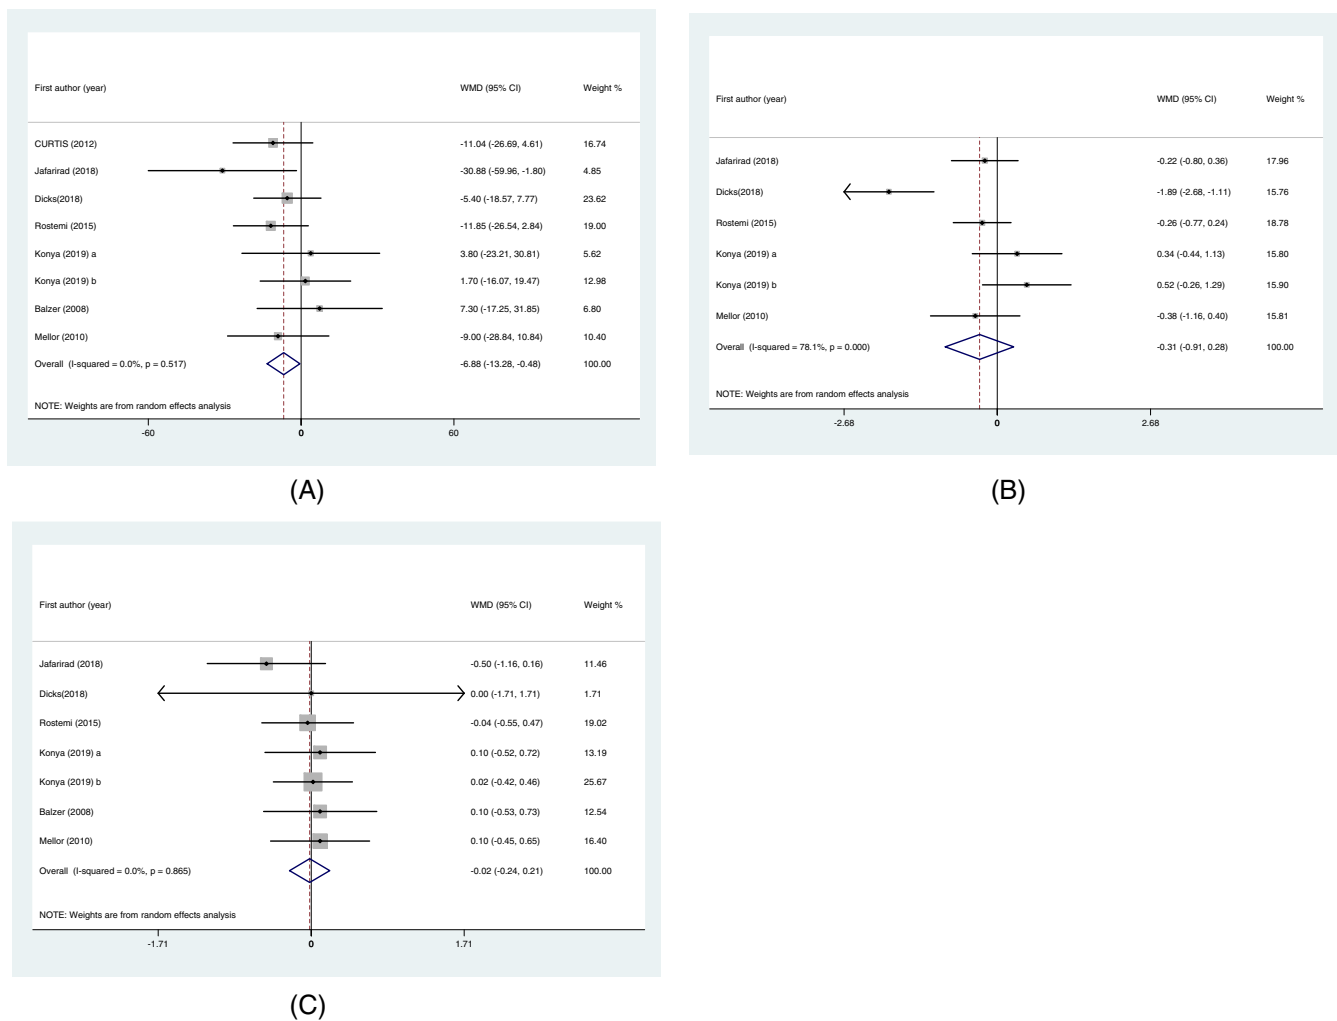 First author (year) WMD (95% CI) Weight %
CURTIS (2012) -11.04 (-26.69, 4.61) 16.74
Jafarirad (2018) -30.88 (-59.96, -1.80) 4.85
Dicks(2018) -5.40 (-18.57, 7.77) 23.62
Rostemi (2015) -11.85 (-26.54, 2.84) 19.00
Konya (2019) a 3.80 (-23.21, 30.81) 5.62
Konya (2019) b 1.70 (-16.07, 19.47) 12.98
Balzer (2008) 7.30 (-17.25, 31.85) 6.80
Mellor (2010) -9.00 (-28.84, 10.84) 10.40
Overall (I-squared = 0.0%, p = 0.517) -6.88 (-13.28, -0.48) 100.00
NOTE: Weights are from random effects analysis
-60 0 60
(A)
First author (year) WMD (95% CI) Weight %
Jafarirad (2018) -0.22 (-0.80, 0.36) 17.96
Dicks(2018) -1.89 (-2.68, -1.11) 15.76
Rostemi (2015) -0.26 (-0.77, 0.24) 18.78
Konya (2019) a 0.34 (-0.44, 1.13) 15.80
Konya (2019) b 0.52 (-0.26, 1.29) 15.90
Mellor (2010) -0.38 (-1.16, 0.40) 15.81
Overall (I-squared = 78.1%, p = 0.000) -0.31 (-0.91, 0.28) 100.00
NOTE: Weights are from random effects analysis
-2.68 0 2.68
(B)
First author (year) WMD (95% CI) Weight %
Jafarirad (2018) -0.50 (-1.16, 0.16) 11.46
Dicks(2018) 0.00 (-1.71, 1.71) 1.71
Rostemi (2015) -0.04 (-0.55, 0.47) 19.02
Konya (2019) a 0.10 (-0.52, 0.72) 13.19
Konya (2019) b 0.02 (-0.42, 0.46) 25.67
Balzer (2008) 0.10 (-0.53, 0.73) 12.54
Mellor (2010) 0.10 (-0.45, 0.65) 16.40
Overall (I-squared = 0.0%, p = 0.865) -0.02 (-0.24, 0.21) 100.00
NOTE: Weights are from random effects analysis
-1.71 0 1.71
(C)